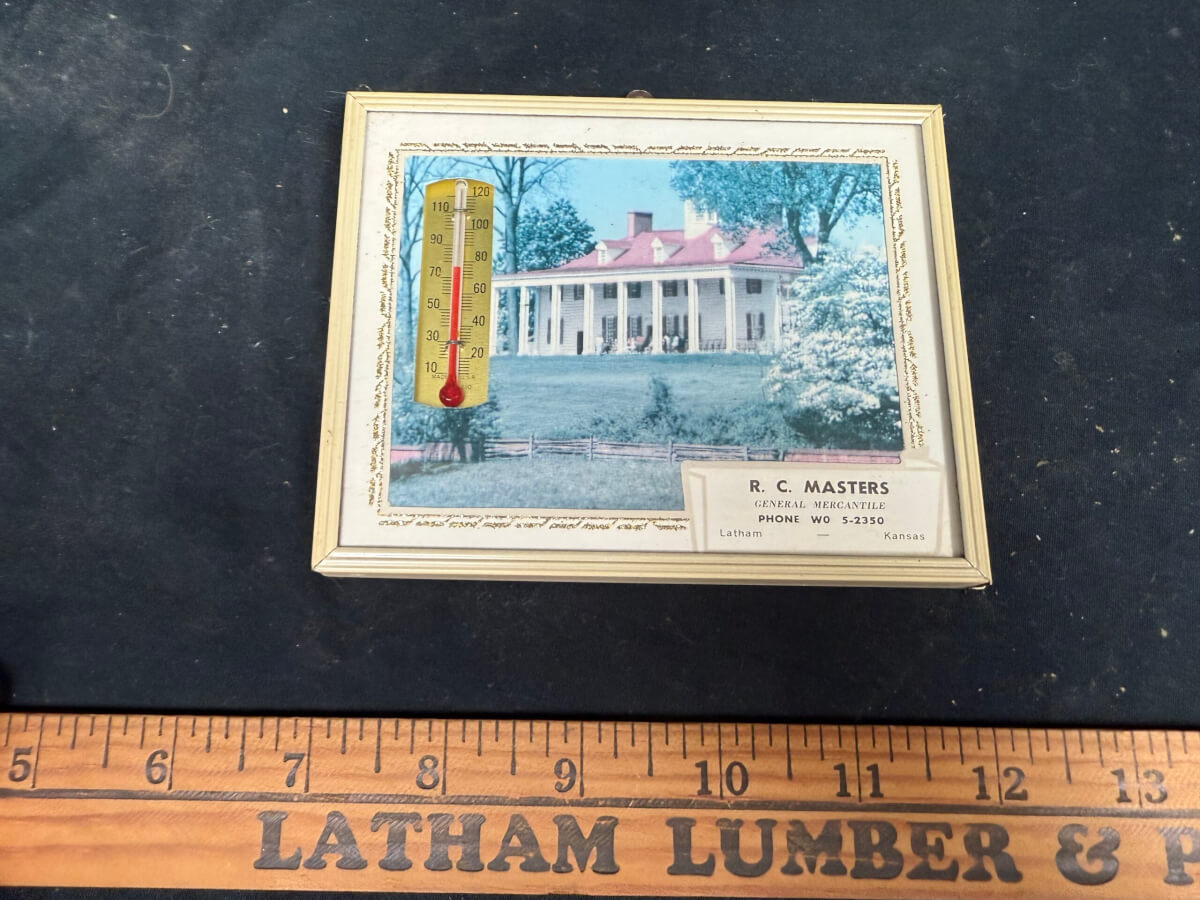 120
110
100
90
80
70
60
50
40
30
20
10
R. C. MASTERS
GENERAL MERCANTILE
PHONE WO 5-2350
Latham — Kansas
5 6 7 8 9 10 11 12 13
LATHAM LUMBER & P